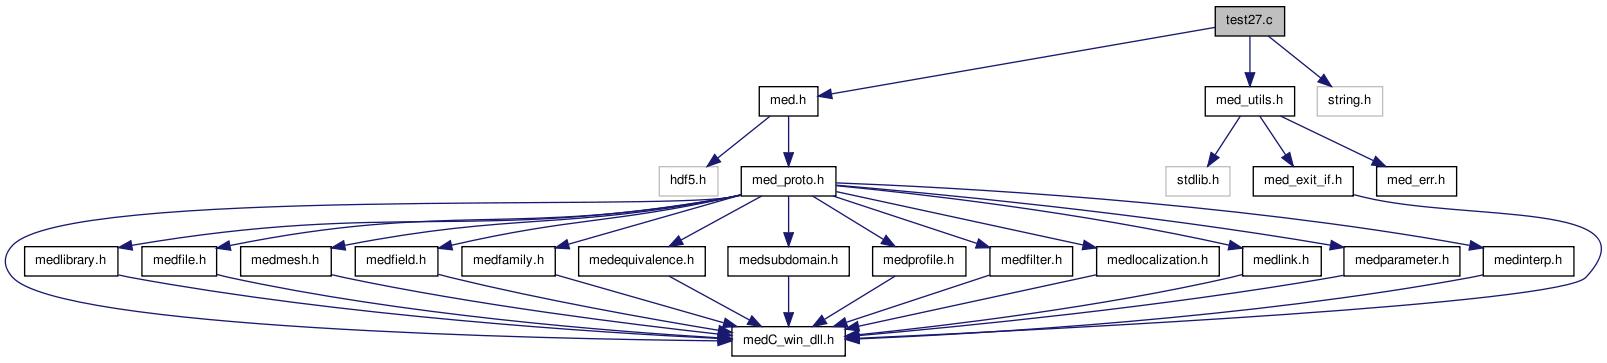 test27.c
med.h
med_utils.h
string.h
hdf5.h
med_proto.h
stdlib.h
med_exit_if.h
med_err.h
medlibrary.h
medfile.h
medmesh.h
medfield.h
medfamily.h
medequivalence.h
medsubdomain.h
medprofile.h
medfilter.h
medlocalization.h
medlink.h
medparameter.h
medinterp.h
medC_win_dll.h